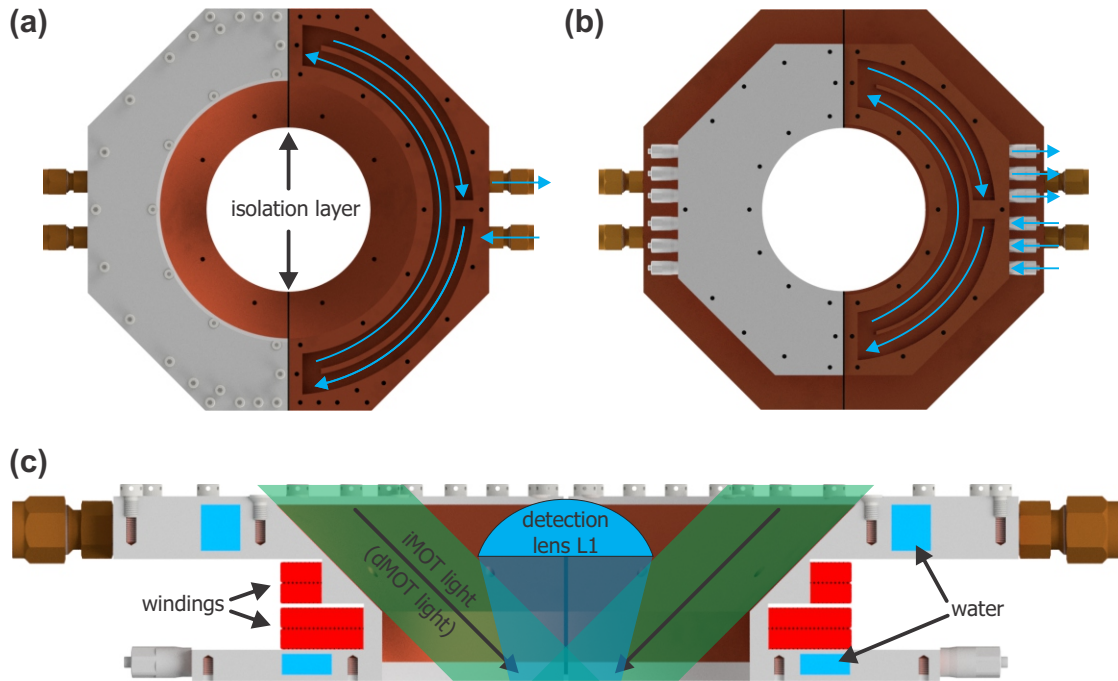 (a)
(b)
isolation layer
(c)
detection
lens L1
iMOT light
(dMOT light)
windings
water